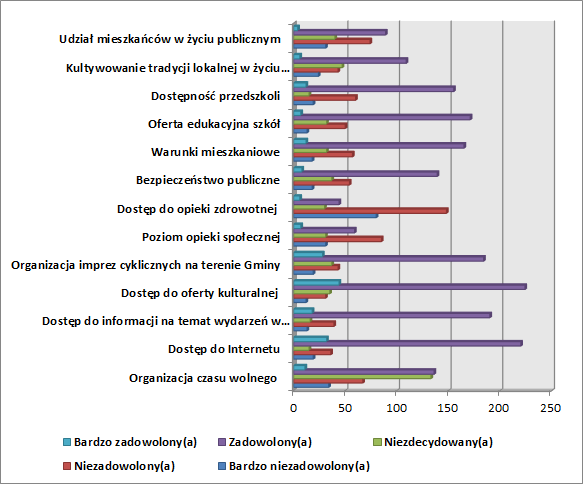 Udział mieszkańców w życiu publicznym
Kultywowanie tradycji lokalnej w życiu…
Dostępność przedszkoli
Oferta edukacyjna szkół
Warunki mieszkaniowe
Bezpieczeństwo publiczne
Dostęp do opieki zdrowotnej
Poziom opieki społecznej
Organizacja imprez cyklicznych na terenie Gminy
Dostęp do oferty kulturalnej
Dostęp do informacji na temat wydarzeń w…
Dostęp do Internetu
Organizacja czasu wolnego
0 50 100 150 200 250
Bardzo zadowolony(a) Zadowolony(a) Niezdecydowany(a)
Niezadowolony(a) Bardzo niezadowolony(a)